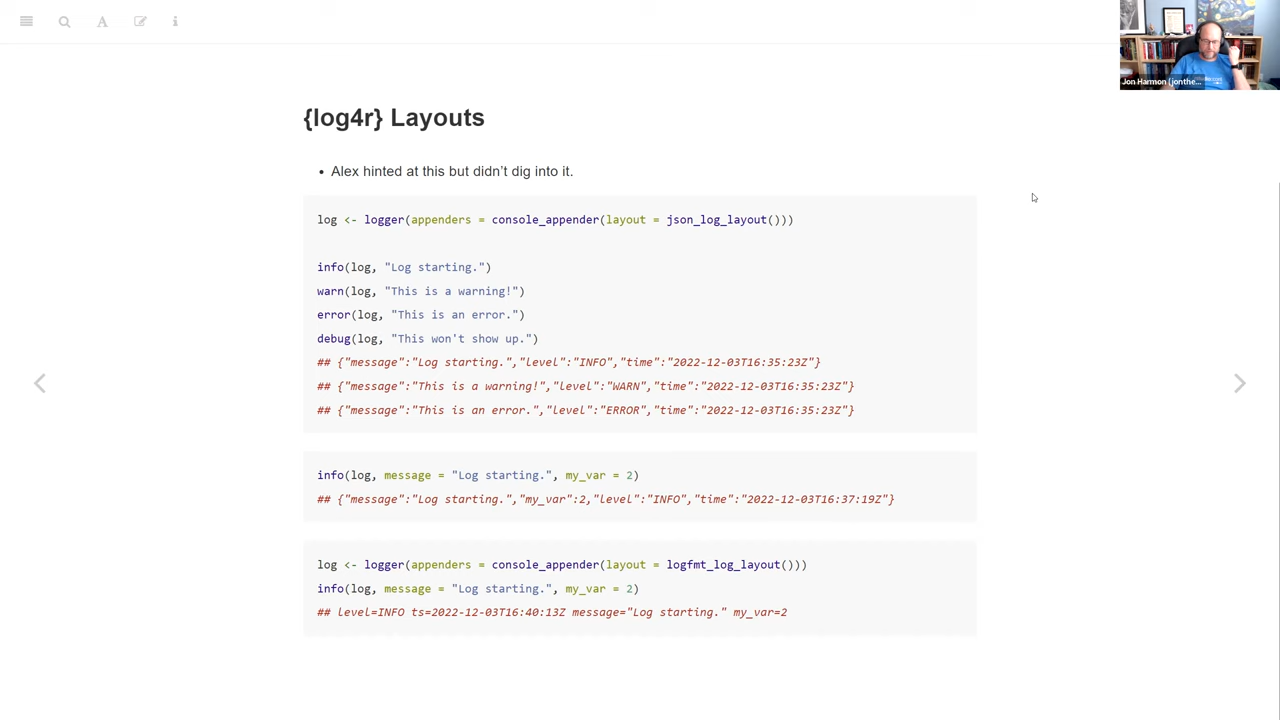 Jon Harmon (jonthe...
{log4r} Layouts
• Alex hinted at this but didn't dig into it.
log <- logger(appenders = console_appender(layout = json_log_layout()))
info(log, "Log starting.")
warn(log, "This is a warning!")
error(log, "This is an error.")
debug(log, "This won't show up.")
## {"message":"Log starting.","level":"INFO","time":"2022-12-03T16:35:23Z"}
## {"message":"This is a warning!","level":"WARN","time":"2022-12-03T16:35:23Z"}
## {"message":"This is an error.","level":"ERROR","time":"2022-12-03T16:35:23Z"}
info(log, message = "Log starting.", my_var = 2)
## {"message":"Log starting.","my_var":2,"level":"INFO","time":"2022-12-03T16:37:19Z"}
log <- logger(appenders = console_appender(layout = logfmt_log_layout()))
info(log, message = "Log starting.", my_var = 2)
## level=INFO ts=2022-12-03T16:40:13Z message="Log starting." my_var=2